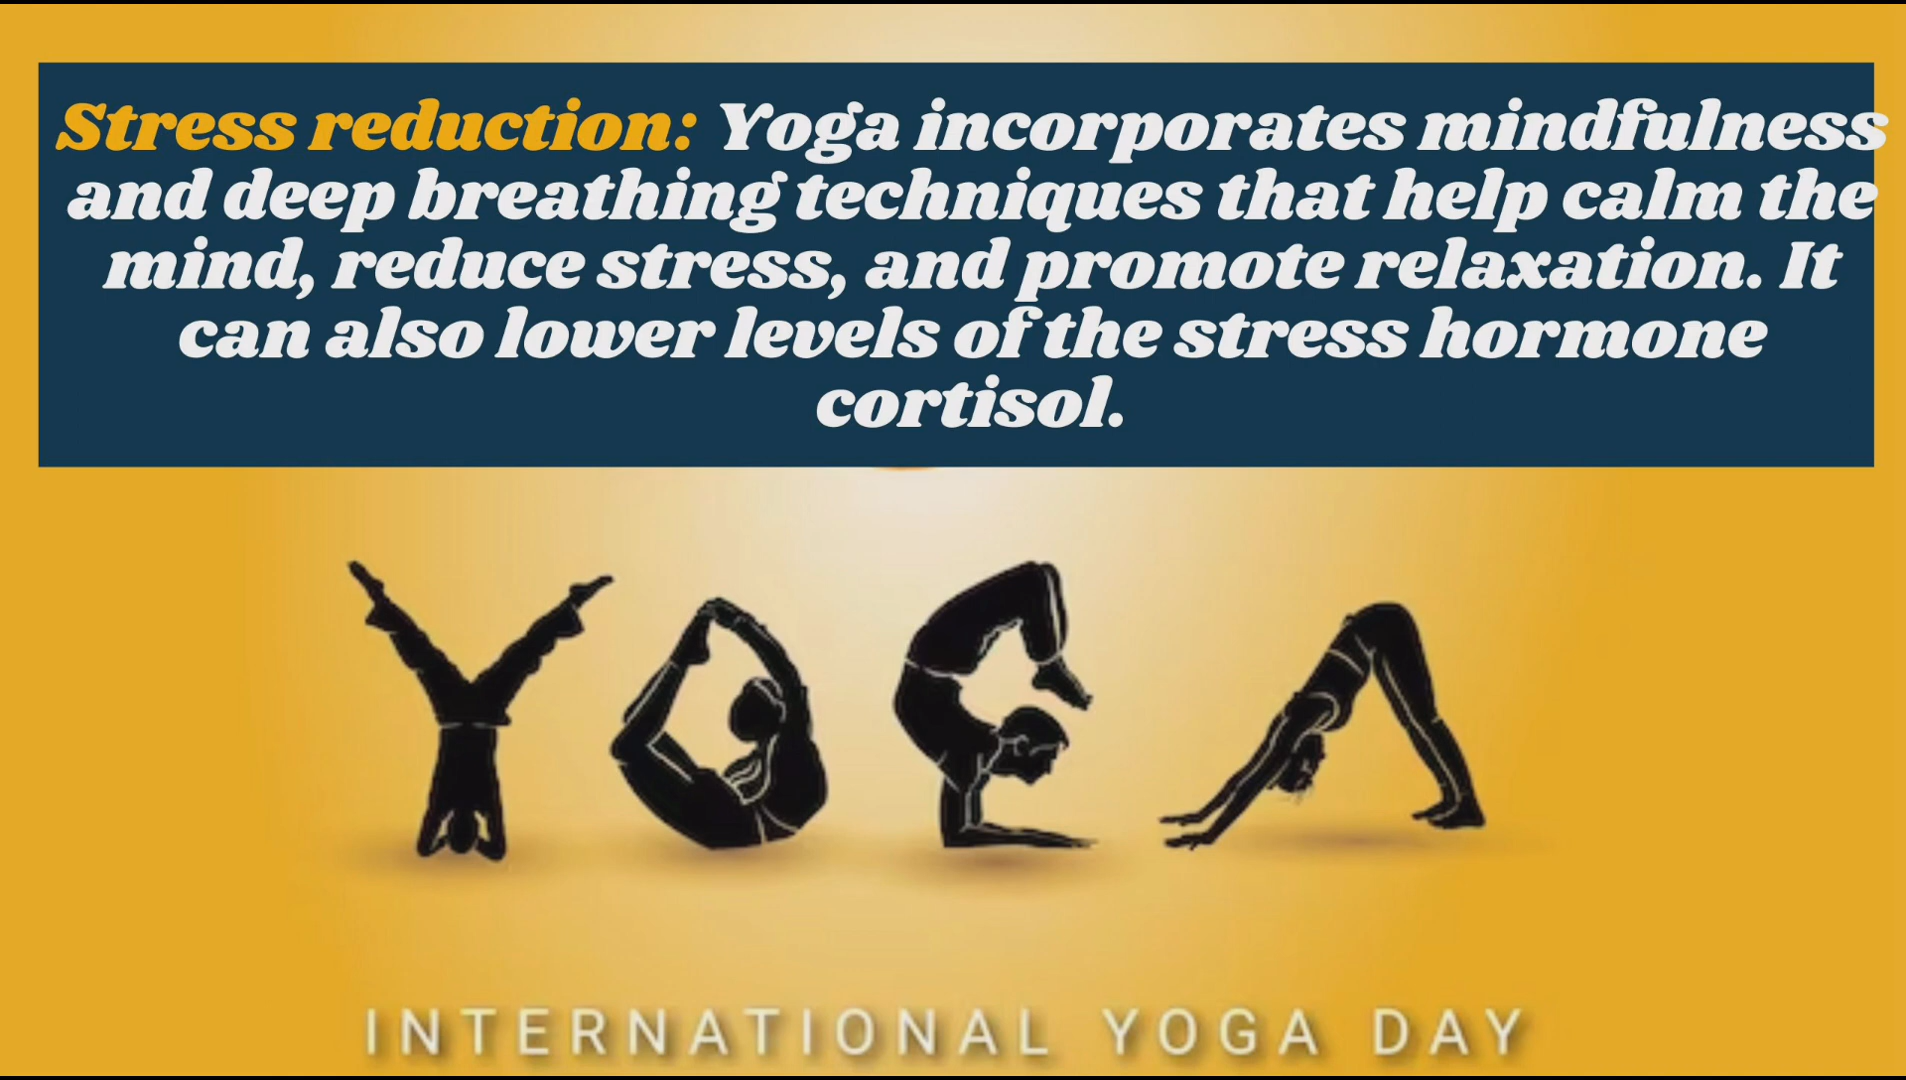 Stress reduction: Yoga incorporates mindfulness
and deep breathing techniques that help calm the
mind, reduce stress, and promote relaxation. It
can also lower levels of the stress hormone
cortisol.
YOGA
INTERNATIONAL YOGA DAY